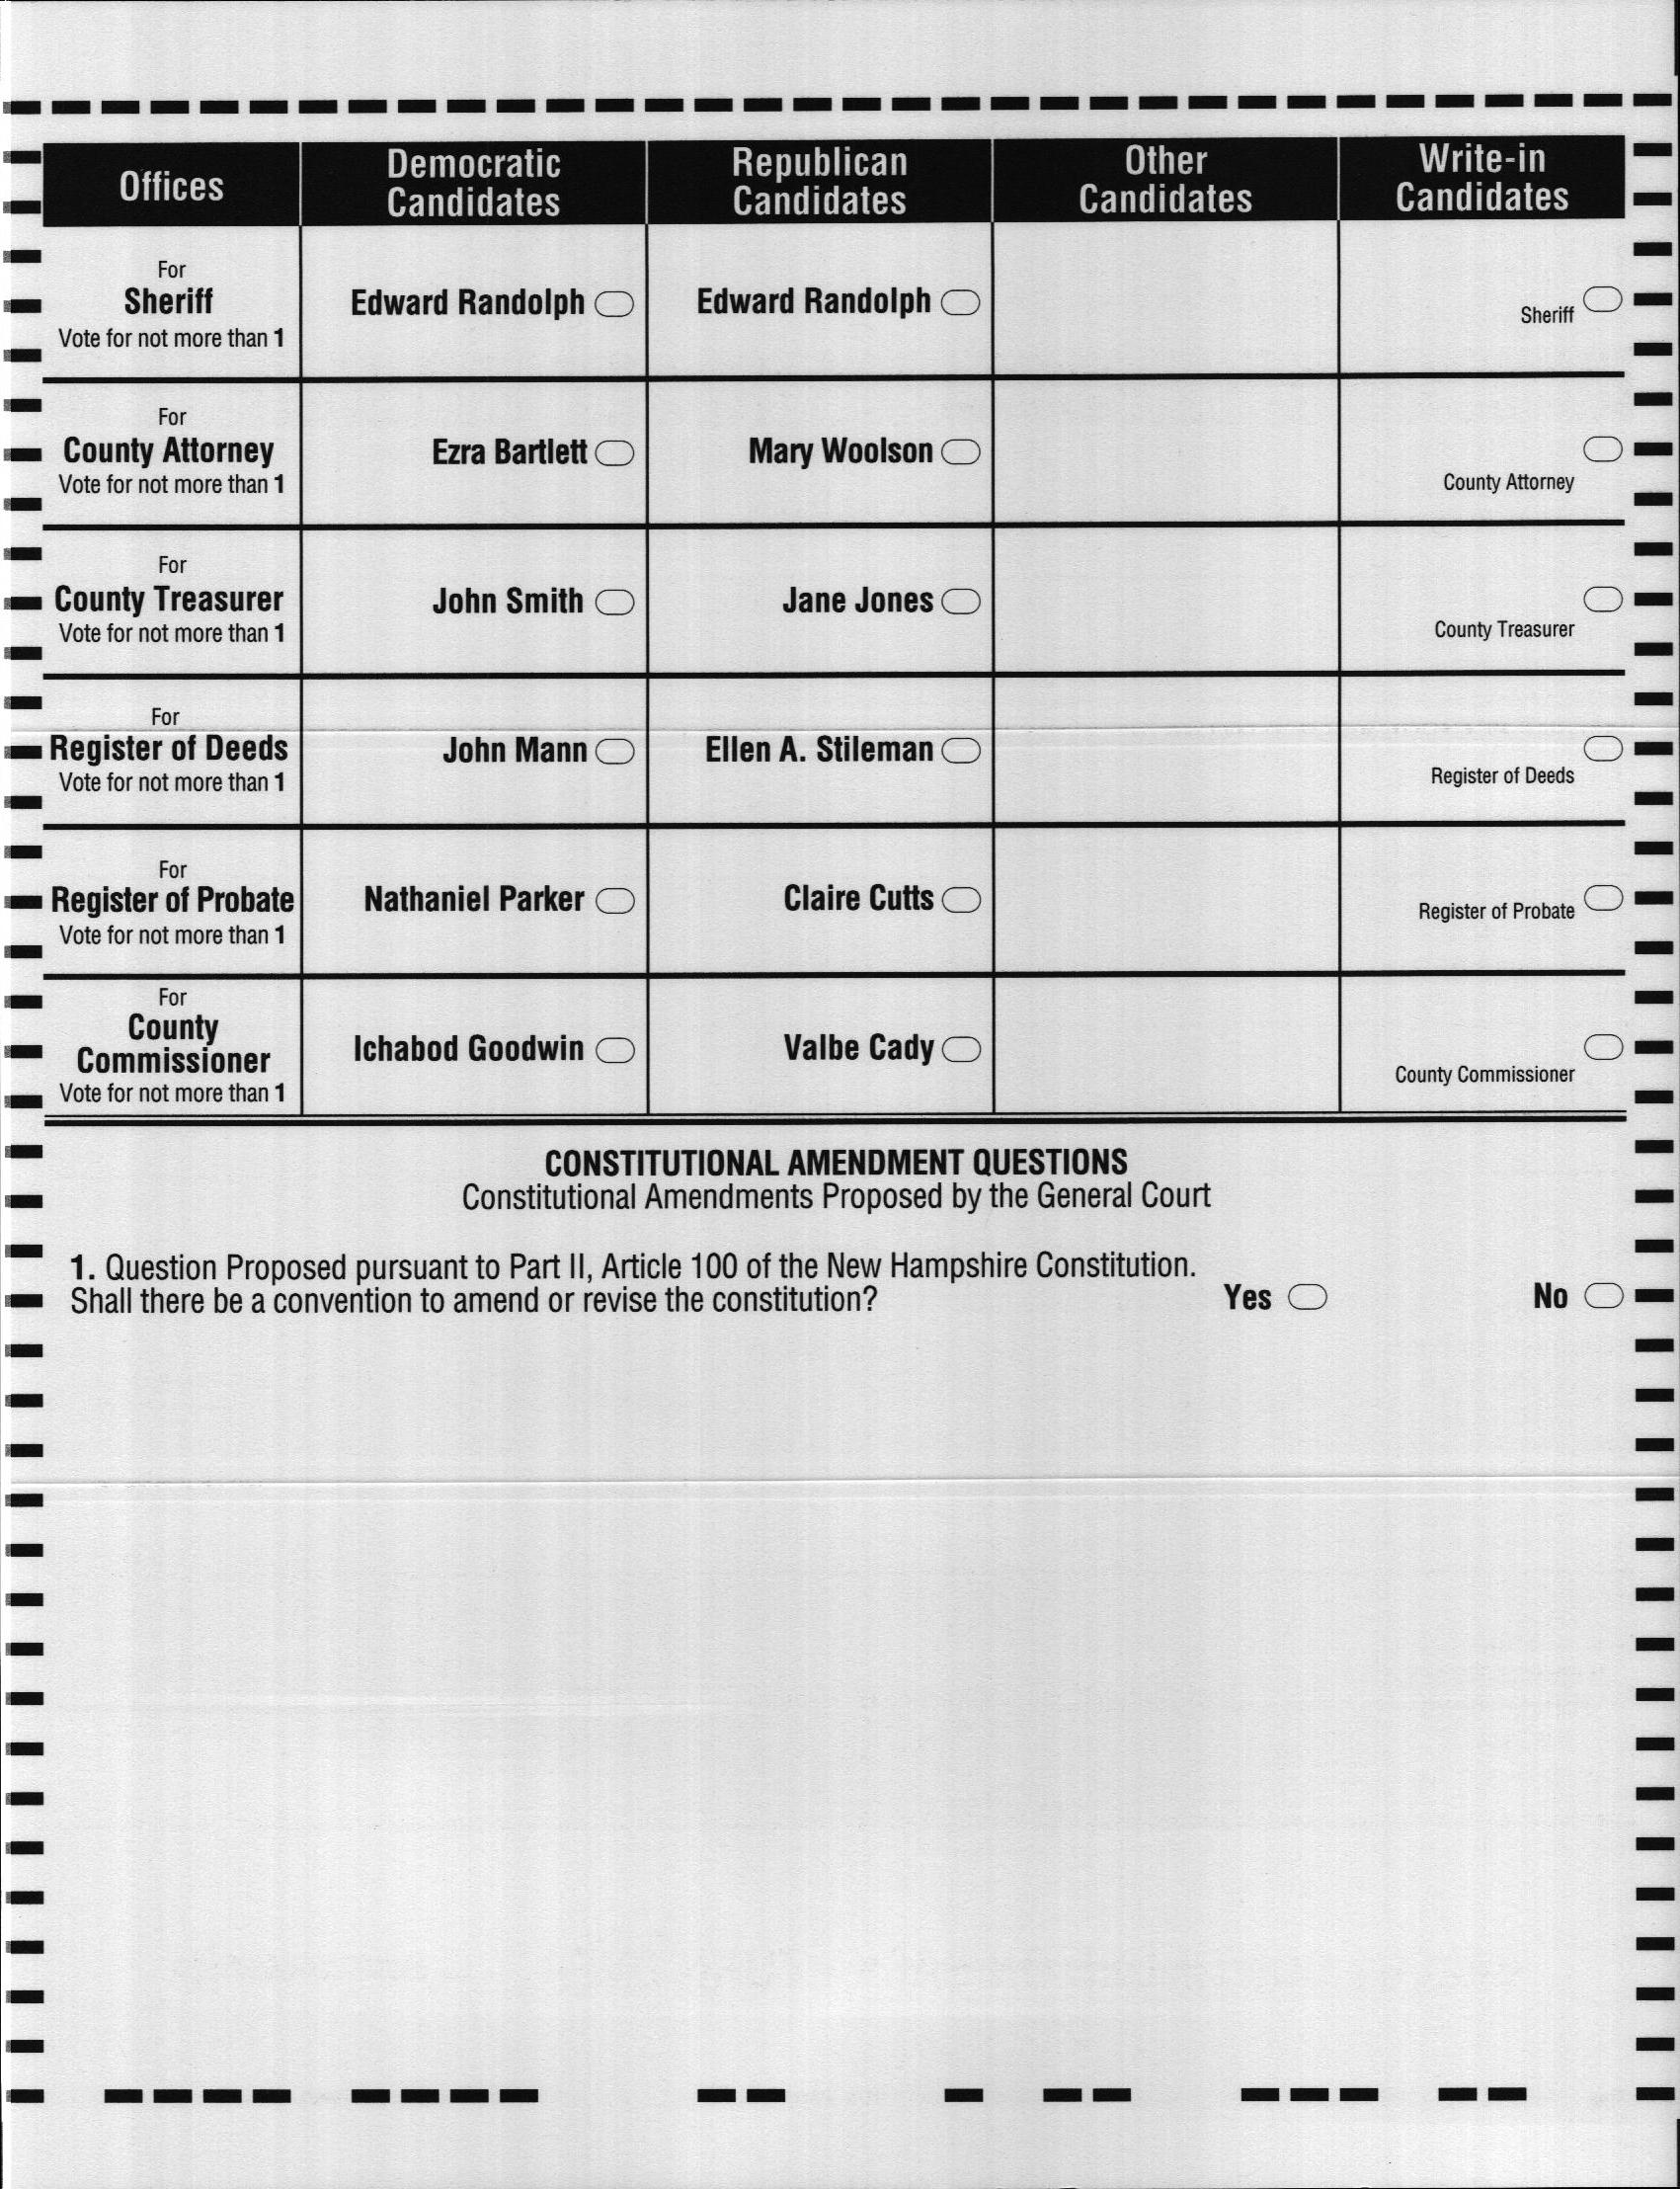 Offices
Democratic
Candidates
Republican
Candidates
Other
Candidates
Write-in
Candidates
For
Sheriff
Vote for not more than 1
Edward Randolph
Edward Randolph
Sheriff
For
County Attorney
Vote for not more than 1
Ezra Bartlett
Mary Woolson
County Attorney
For
County Treasurer
Vote for not more than 1
John Smith
Jane Jones
County Treasurer
For
Register of Deeds
Vote for not more than 1
John Mann
Ellen A. Stileman
Register of Deeds
For
Register of Probate
Vote for not more than 1
Nathaniel Parker
Claire Cutts
Register of Probate
For
County
Commissioner
Vote for not more than 1
Ichabod Goodwin
Valbe Cady
County Commissioner
CONSTITUTIONAL AMENDMENT QUESTIONS
Constitutional Amendments Proposed by the General Court
1. Question Proposed pursuant to Part II, Article 100 of the New Hampshire Constitution.
Shall there be a convention to amend or revise the constitution?
Yes
No